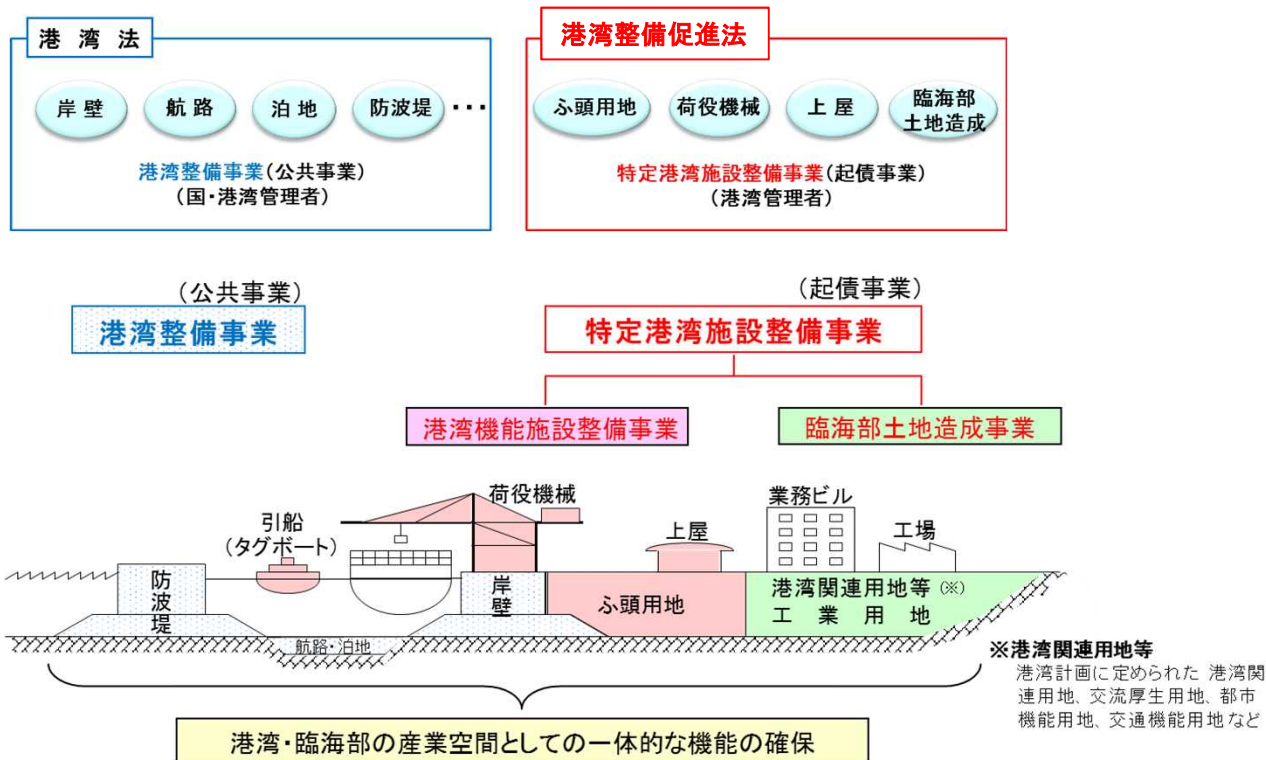 港湾法
岸壁
航路
泊地
防波堤
・・・
港湾整備事業(公共事業)
(国・港湾管理者)
港湾整備促進法
ふ頭用地
荷役機械
上屋
臨海部
土地造成
特定港湾施設整備事業(起債事業)
(港湾管理者)
(公共事業)
港湾整備事業
(起債事業)
特定港湾施設整備事業
港湾機能施設整備事業
臨海部土地造成事業
荷役機械
引船
(タグボート)
上屋
業務ビル
工場
防波堤
岸壁
ふ頭用地
港湾関連用地等(※)
工業用地
航路・泊地
※港湾関連用地等
港湾計画に定められた 港湾関
連用地、交流厚生用地、都市
機能用地、交通機能用地など
港湾・臨海部の産業空間としての一体的な機能の確保